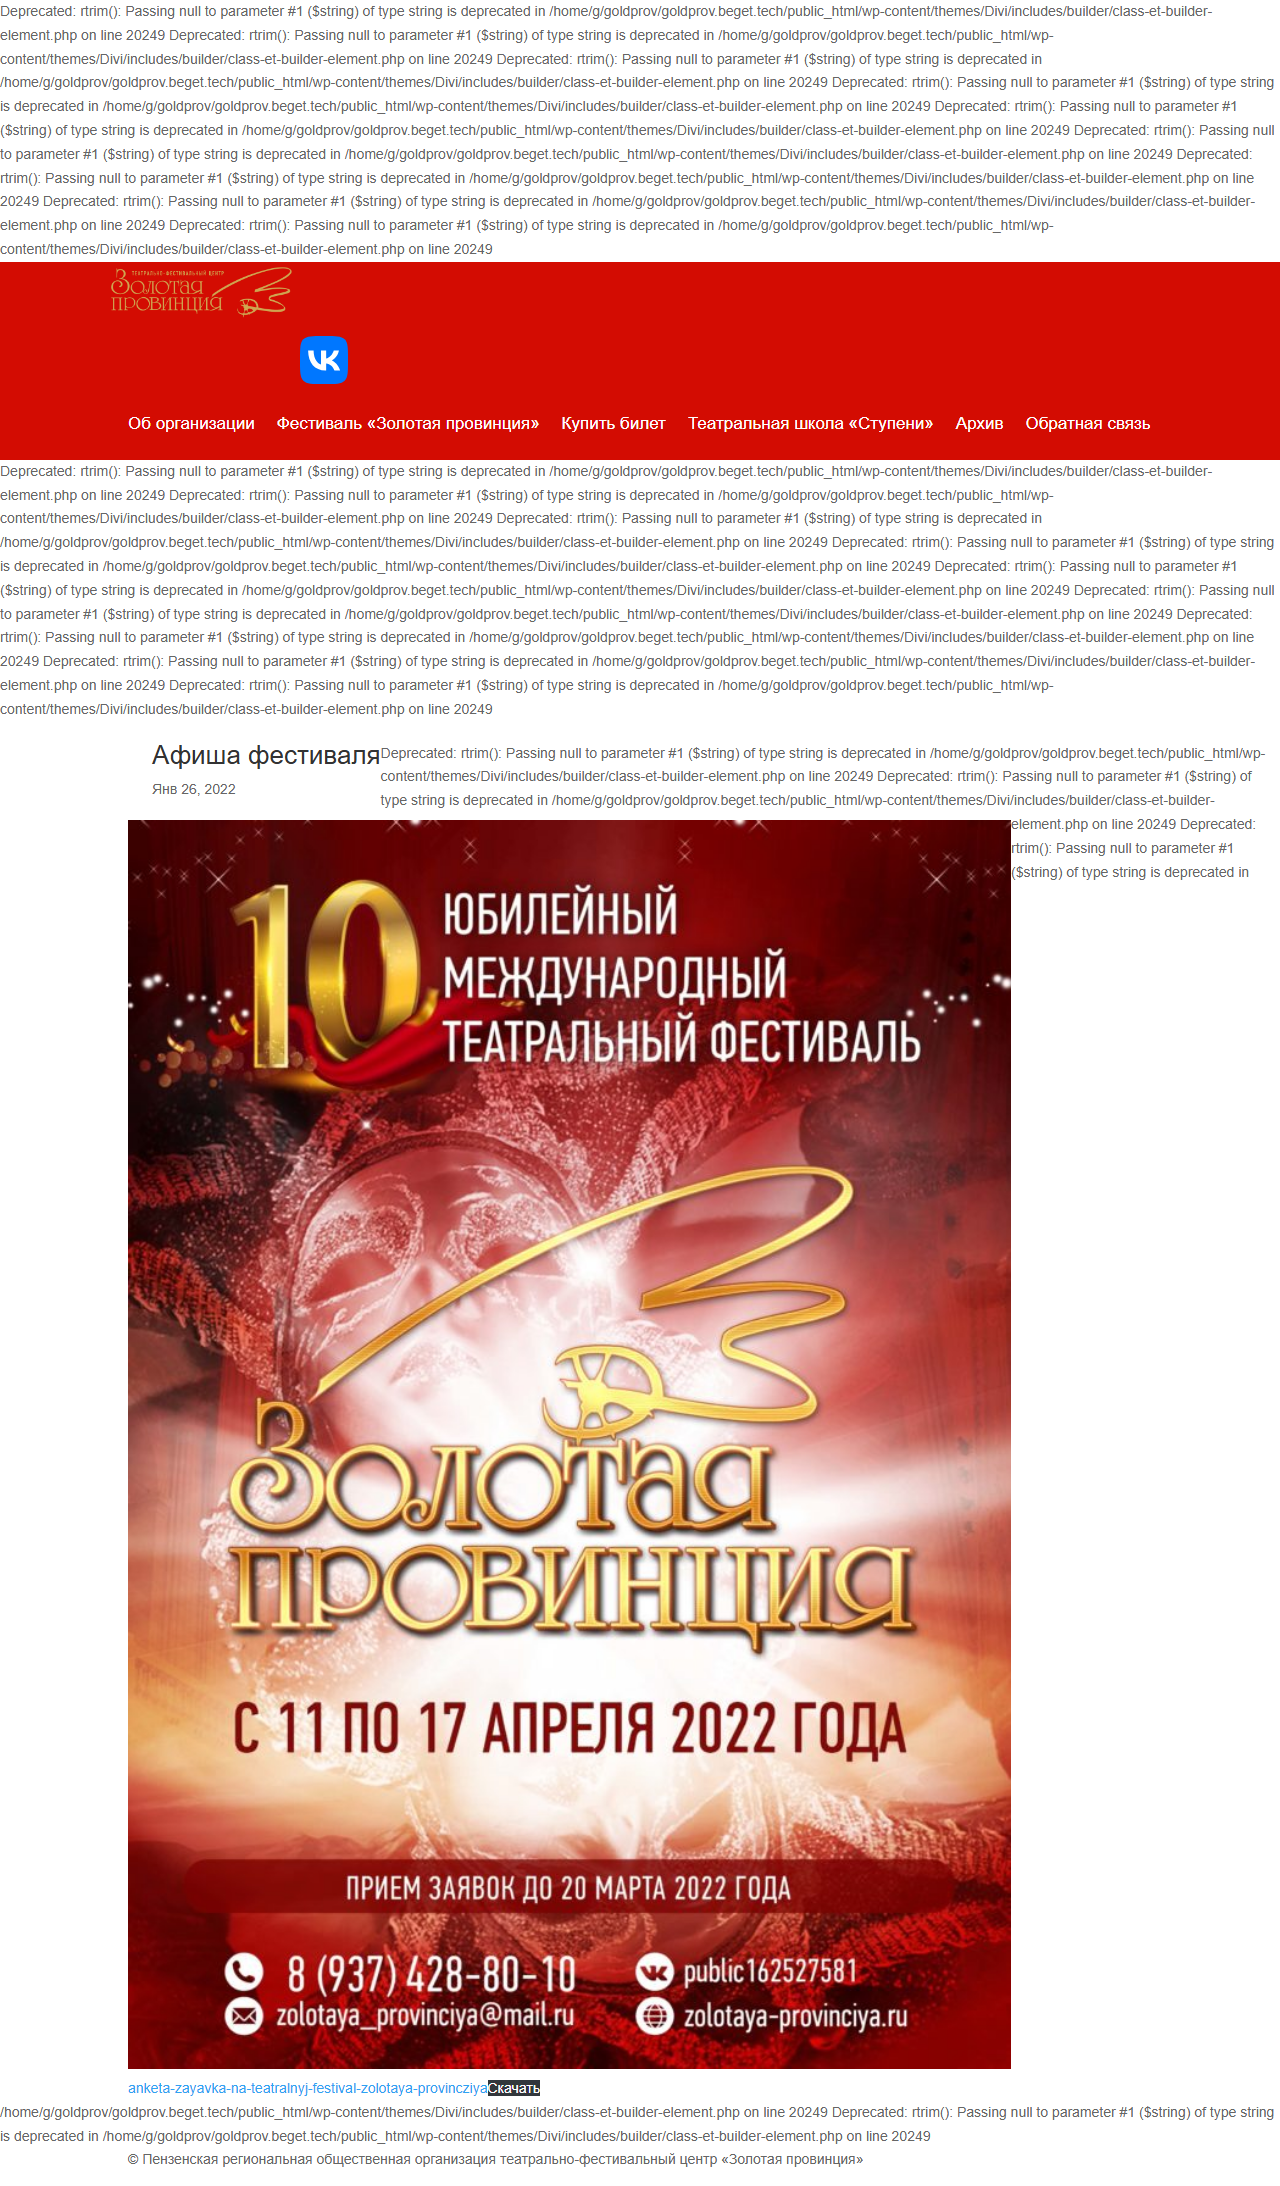 Deprecated: rtrim(): Passing null to parameter #1 ($string) of type string is deprecated in /home/g/goldprov/goldprov.beget.tech/public_html/wp-content/themes/Divi/includes/builder/class-et-builder-
element.php on line 20249 Deprecated: rtrim(): Passing null to parameter #1 ($string) of type string is deprecated in /home/g/goldprov/goldprov.beget.tech/public_html/wp-
content/themes/Divi/includes/builder/class-et-builder-element.php on line 20249 Deprecated: rtrim(): Passing null to parameter #1 ($string) of type string is deprecated in
/home/g/goldprov/goldprov.beget.tech/public_html/wp-content/themes/Divi/includes/builder/class-et-builder-element.php on line 20249 Deprecated: rtrim(): Passing null to parameter #1 ($string) of type string
is deprecated in /home/g/goldprov/goldprov.beget.tech/public_html/wp-content/themes/Divi/includes/builder/class-et-builder-element.php on line 20249 Deprecated: rtrim(): Passing null to parameter #1
($string) of type string is deprecated in /home/g/goldprov/goldprov.beget.tech/public_html/wp-content/themes/Divi/includes/builder/class-et-builder-element.php on line 20249 Deprecated: rtrim(): Passing null
to parameter #1 ($string) of type string is deprecated in /home/g/goldprov/goldprov.beget.tech/public_html/wp-content/themes/Divi/includes/builder/class-et-builder-element.php on line 20249 Deprecated:
rtrim(): Passing null to parameter #1 ($string) of type string is deprecated in /home/g/goldprov/goldprov.beget.tech/public_html/wp-content/themes/Divi/includes/builder/class-et-builder-element.php on line
20249 Deprecated: rtrim(): Passing null to parameter #1 ($string) of type string is deprecated in /home/g/goldprov/goldprov.beget.tech/public_html/wp-content/themes/Divi/includes/builder/class-et-builder-
element.php on line 20249 Deprecated: rtrim(): Passing null to parameter #1 ($string) of type string is deprecated in /home/g/goldprov/goldprov.beget.tech/public_html/wp-
content/themes/Divi/includes/builder/class-et-builder-element.php on line 20249
ТЕАТРАЛЬНО-ФЕСТИВАЛЬНЫЙ ЦЕНТР
Золотая
провинция
Об организации Фестиваль «Золотая провинция» Купить билет Театральная школа «Ступени» Архив Обратная связь
Deprecated: rtrim(): Passing null to parameter #1 ($string) of type string is deprecated in /home/g/goldprov/goldprov.beget.tech/public_html/wp-content/themes/Divi/includes/builder/class-et-builder-
element.php on line 20249 Deprecated: rtrim(): Passing null to parameter #1 ($string) of type string is deprecated in /home/g/goldprov/goldprov.beget.tech/public_html/wp-
content/themes/Divi/includes/builder/class-et-builder-element.php on line 20249 Deprecated: rtrim(): Passing null to parameter #1 ($string) of type string is deprecated in
/home/g/goldprov/goldprov.beget.tech/public_html/wp-content/themes/Divi/includes/builder/class-et-builder-element.php on line 20249 Deprecated: rtrim(): Passing null to parameter #1 ($string) of type string
is deprecated in /home/g/goldprov/goldprov.beget.tech/public_html/wp-content/themes/Divi/includes/builder/class-et-builder-element.php on line 20249 Deprecated: rtrim(): Passing null to parameter #1
($string) of type string is deprecated in /home/g/goldprov/goldprov.beget.tech/public_html/wp-content/themes/Divi/includes/builder/class-et-builder-element.php on line 20249 Deprecated: rtrim(): Passing null
to parameter #1 ($string) of type string is deprecated in /home/g/goldprov/goldprov.beget.tech/public_html/wp-content/themes/Divi/includes/builder/class-et-builder-element.php on line 20249 Deprecated:
rtrim(): Passing null to parameter #1 ($string) of type string is deprecated in /home/g/goldprov/goldprov.beget.tech/public_html/wp-content/themes/Divi/includes/builder/class-et-builder-element.php on line
20249 Deprecated: rtrim(): Passing null to parameter #1 ($string) of type string is deprecated in /home/g/goldprov/goldprov.beget.tech/public_html/wp-content/themes/Divi/includes/builder/class-et-builder-
element.php on line 20249 Deprecated: rtrim(): Passing null to parameter #1 ($string) of type string is deprecated in /home/g/goldprov/goldprov.beget.tech/public_html/wp-
content/themes/Divi/includes/builder/class-et-builder-element.php on line 20249
Афиша фестиваля
Янв 26, 2022
Deprecated: rtrim(): Passing null to parameter #1 ($string) of type string is deprecated in /home/g/goldprov/goldprov.beget.tech/public_html/wp-
content/themes/Divi/includes/builder/class-et-builder-element.php on line 20249 Deprecated: rtrim(): Passing null to parameter #1 ($string) of
type string is deprecated in /home/g/goldprov/goldprov.beget.tech/public_html/wp-content/themes/Divi/includes/builder/class-et-builder-
element.php on line 20249 Deprecated:
rtrim(): Passing null to parameter #1
($string) of type string is deprecated in
10
ЮБИЛЕЙНЫЙ
МЕЖДУНАРОДНЫЙ
ТЕАТРАЛЬНЫЙ ФЕСТИВАЛЬ
Золотая
провинция
С 11 ПО 17 АПРЕЛЯ 2022 ГОДА
ПРИЕМ ЗАЯВОК ДО 20 МАРТА 2022 ГОДА
8 (937) 428-80-10
public162527581
zolotaya_provinciya@mail.ru
zolotaya-provinciya.ru
anketa-zayavka-na-teatralnyj-festival-zolotaya-provincziyaСкачать
/home/g/goldprov/goldprov.beget.tech/public_html/wp-content/themes/Divi/includes/builder/class-et-builder-element.php on line 20249 Deprecated: rtrim(): Passing null to parameter #1 ($string) of type string
is deprecated in /home/g/goldprov/goldprov.beget.tech/public_html/wp-content/themes/Divi/includes/builder/class-et-builder-element.php on line 20249
© Пензенская региональная общественная организация театрально-фестивальный центр «Золотая провинция»